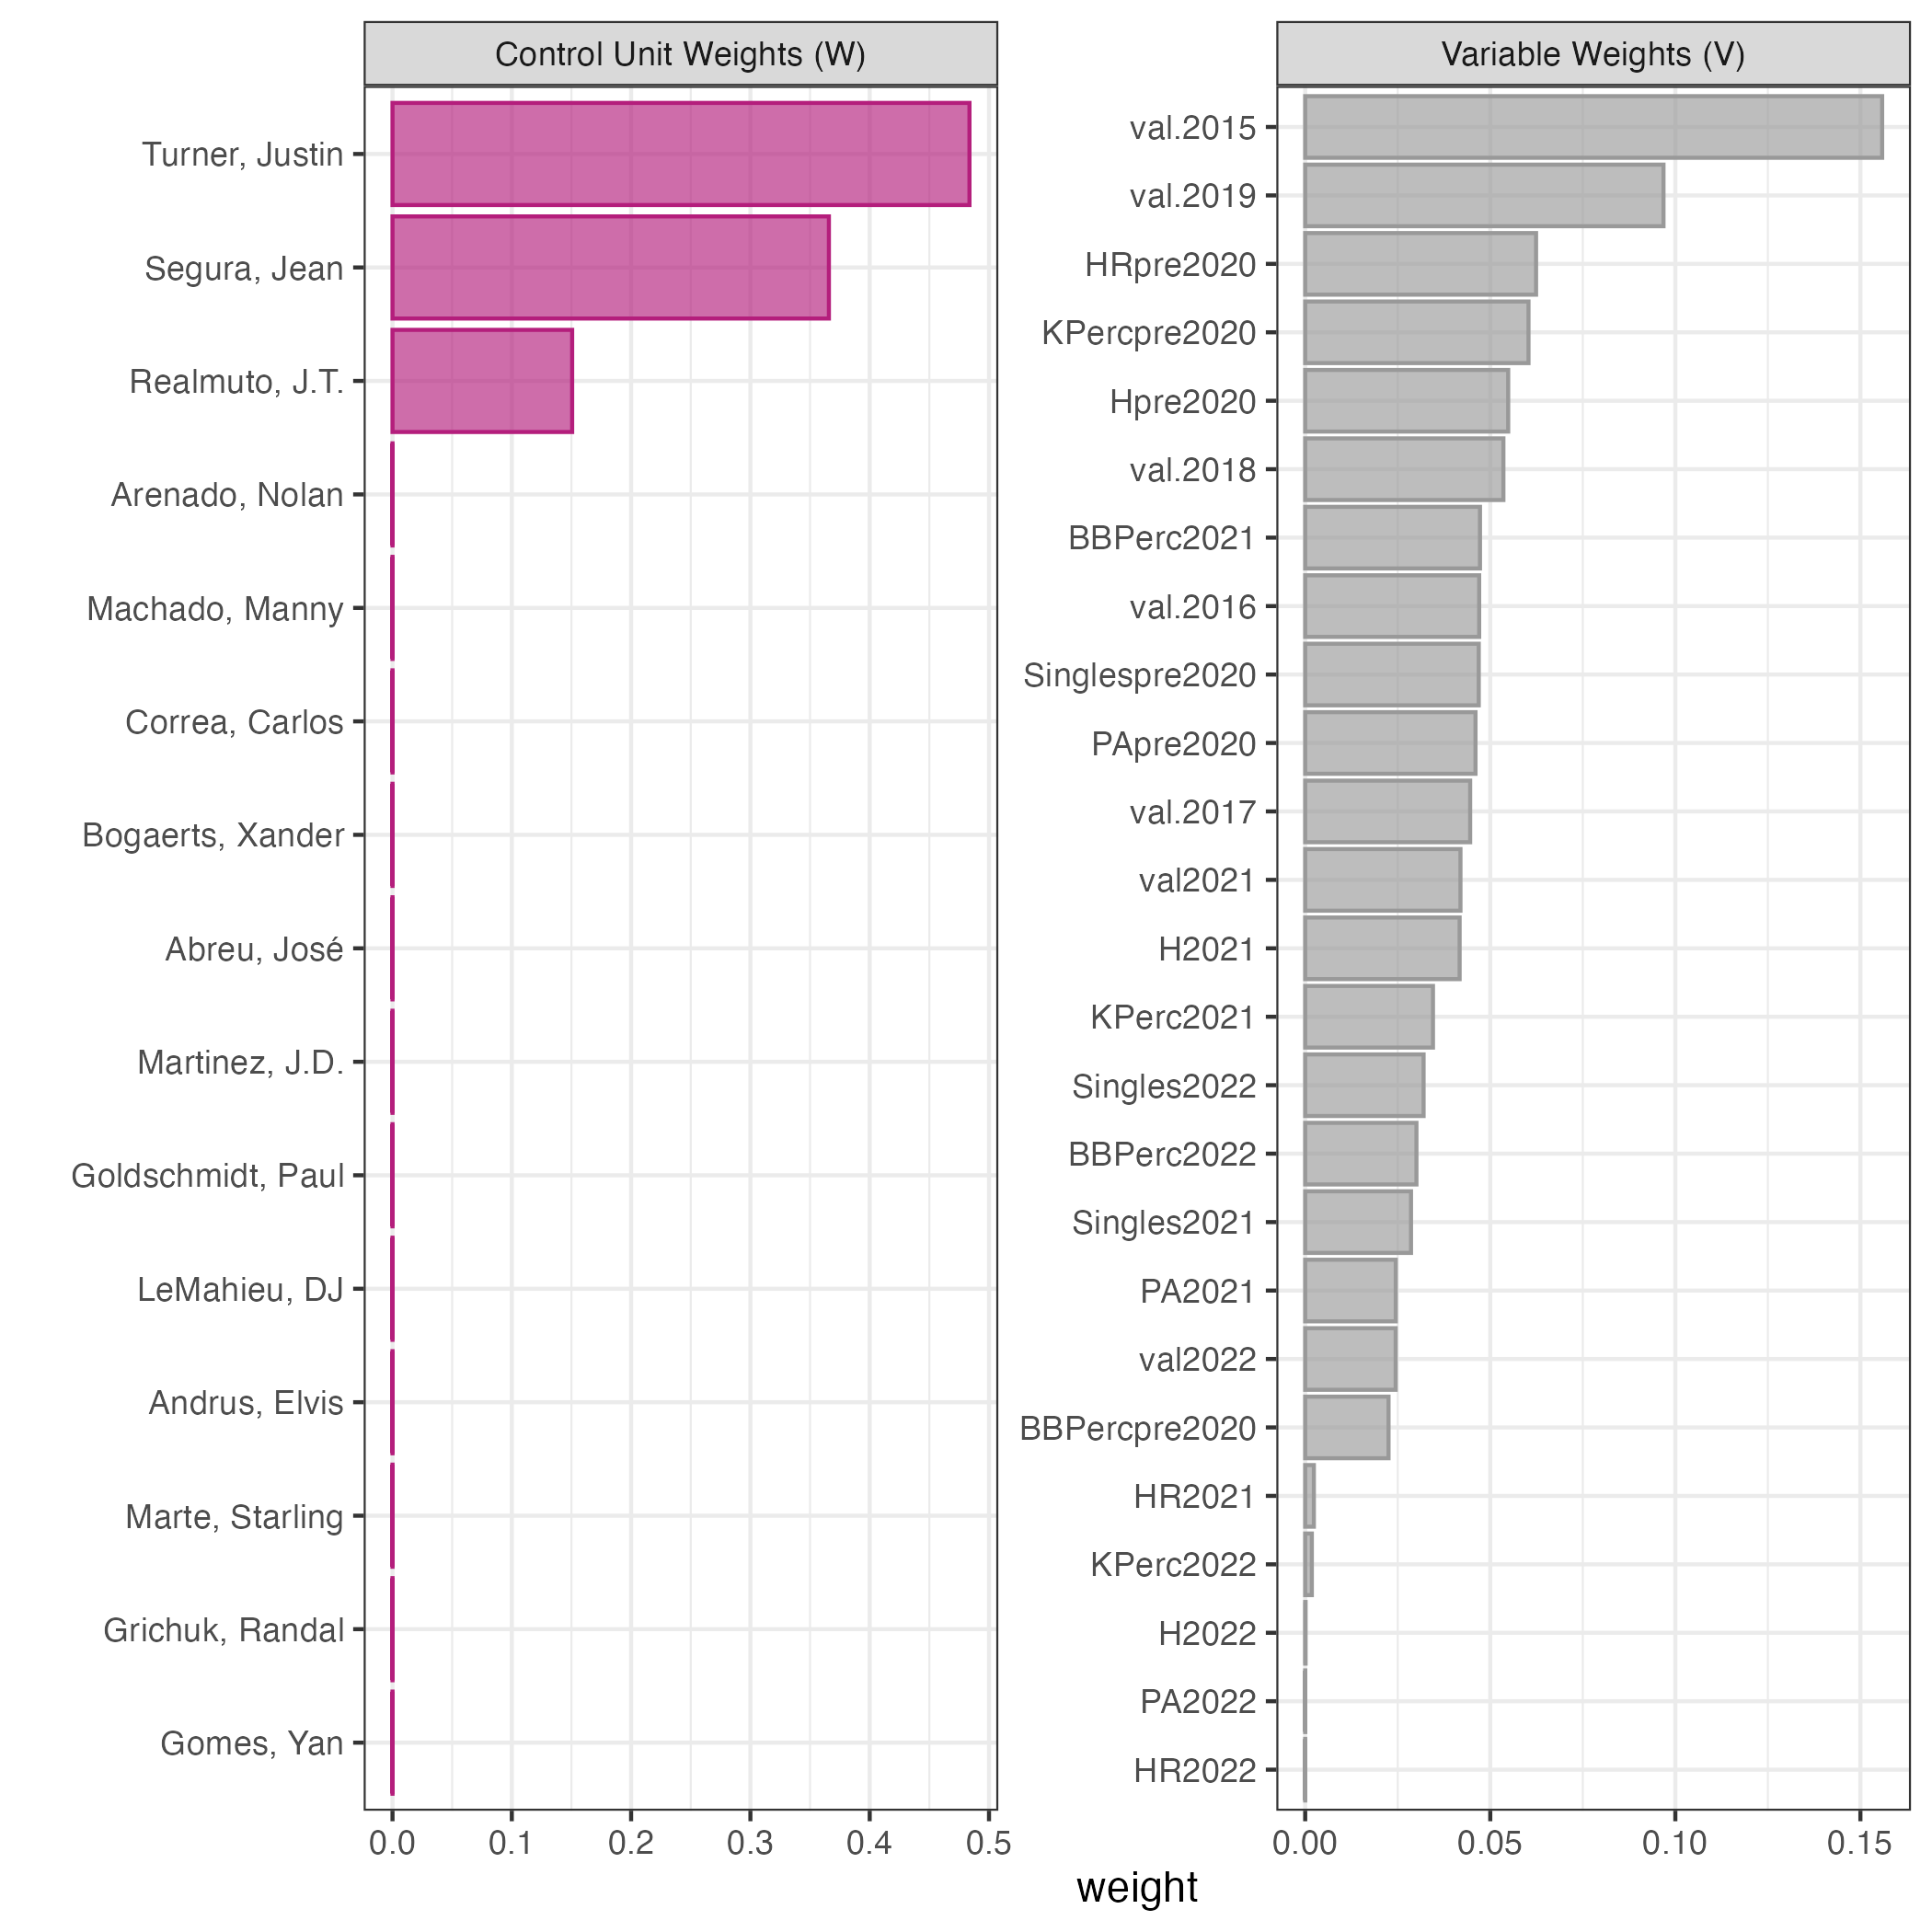 Control Unit Weights (W)
Turner, Justin
Segura, Jean
Realmuto, J.T.
Arenado, Nolan
Machado, Manny
Correa, Carlos
Bogaerts, Xander
Abreu, José
Martinez, J.D.
Goldschmidt, Paul
LeMahieu, DJ
Andrus, Elvis
Marte, Starling
Grichuk, Randal
Gomes, Yan
0.0 0.1 0.2 0.3 0.4 0.5
Variable Weights (V)
val.2015
val.2019
HRpre2020
KPercpre2020
Hpre2020
val.2018
BBPerc2021
val.2016
Singlespre2020
PApre2020
val.2017
val2021
H2021
KPerc2021
Singles2022
BBPerc2022
Singles2021
PA2021
val2022
BBPercpre2020
HR2021
KPerc2022
H2022
PA2022
HR2022
0.00 0.05 0.10 0.15
weight